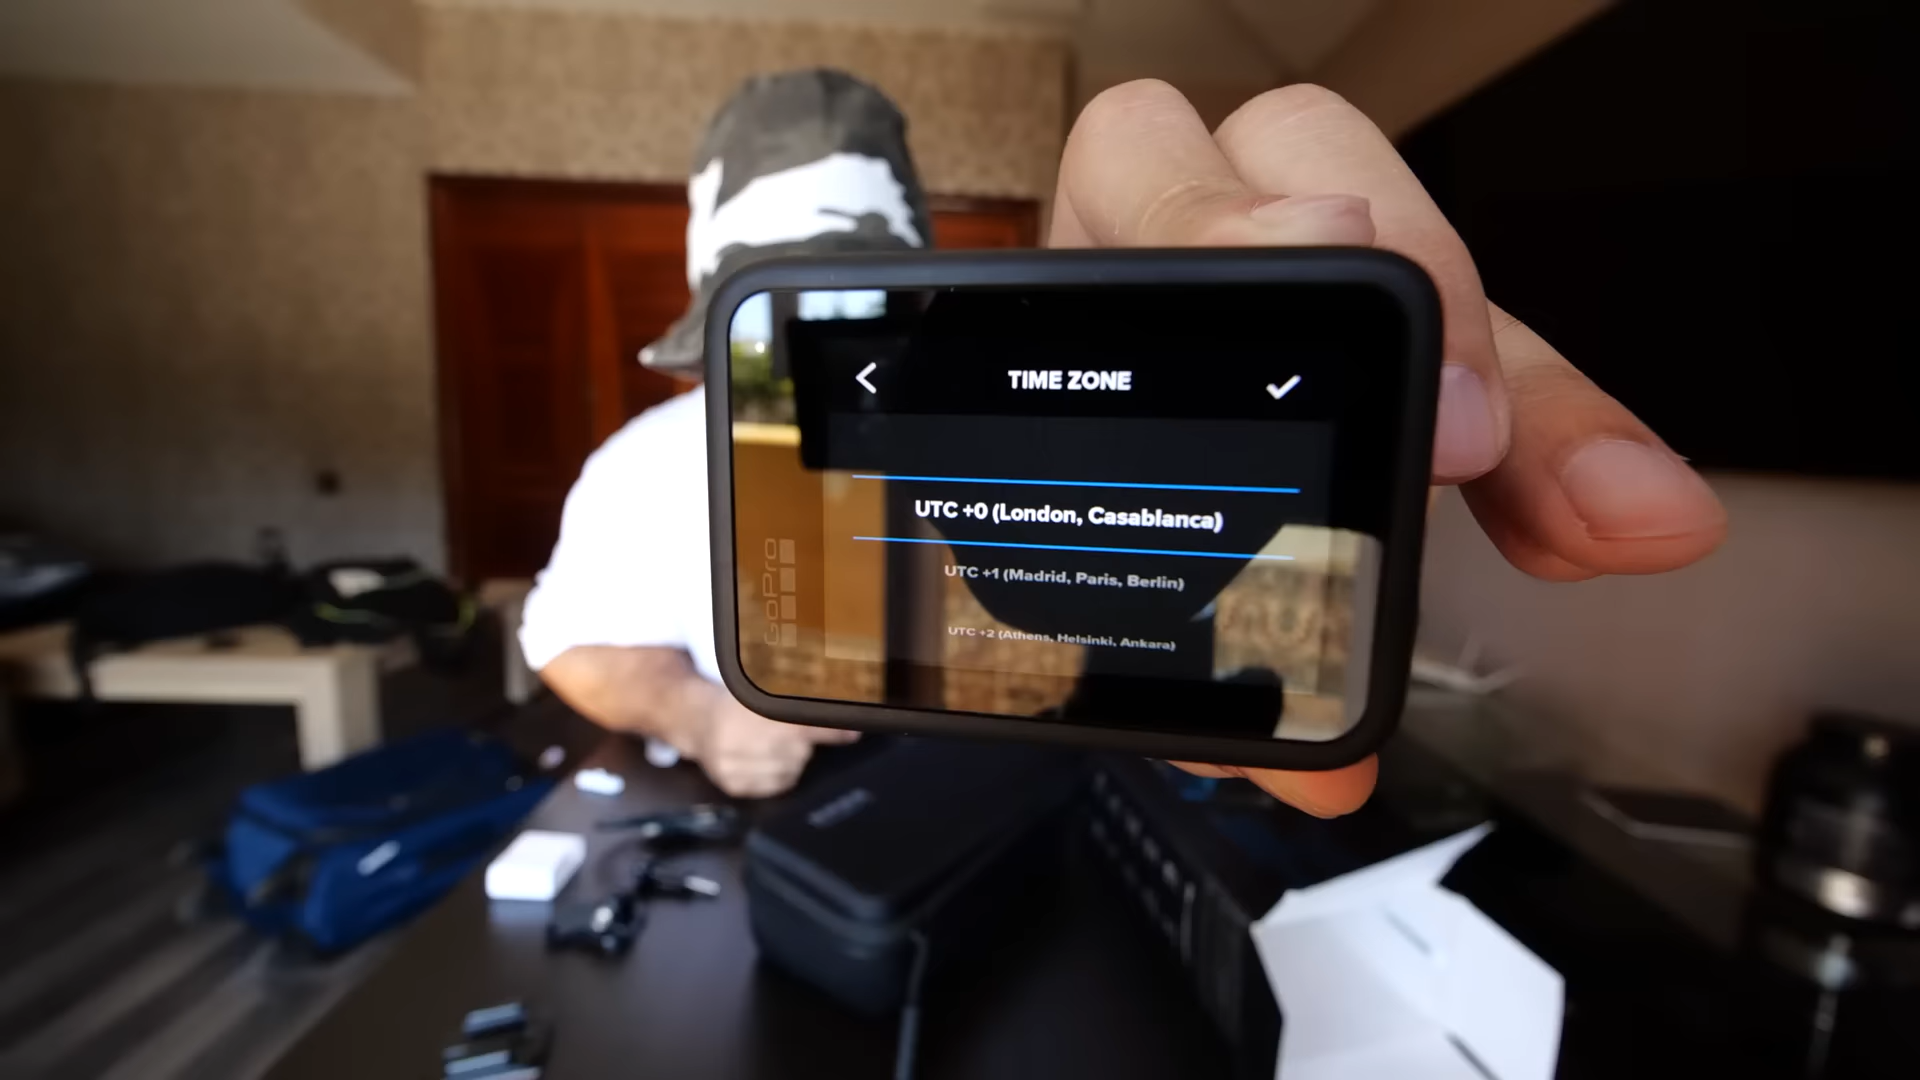 TIME ZONE
UTC +0 (London, Casablanca)
UTC +1 (Madrid, Paris, Berlin)
UTC +2 (Athens, Helsinki, Ankara)
GoPro